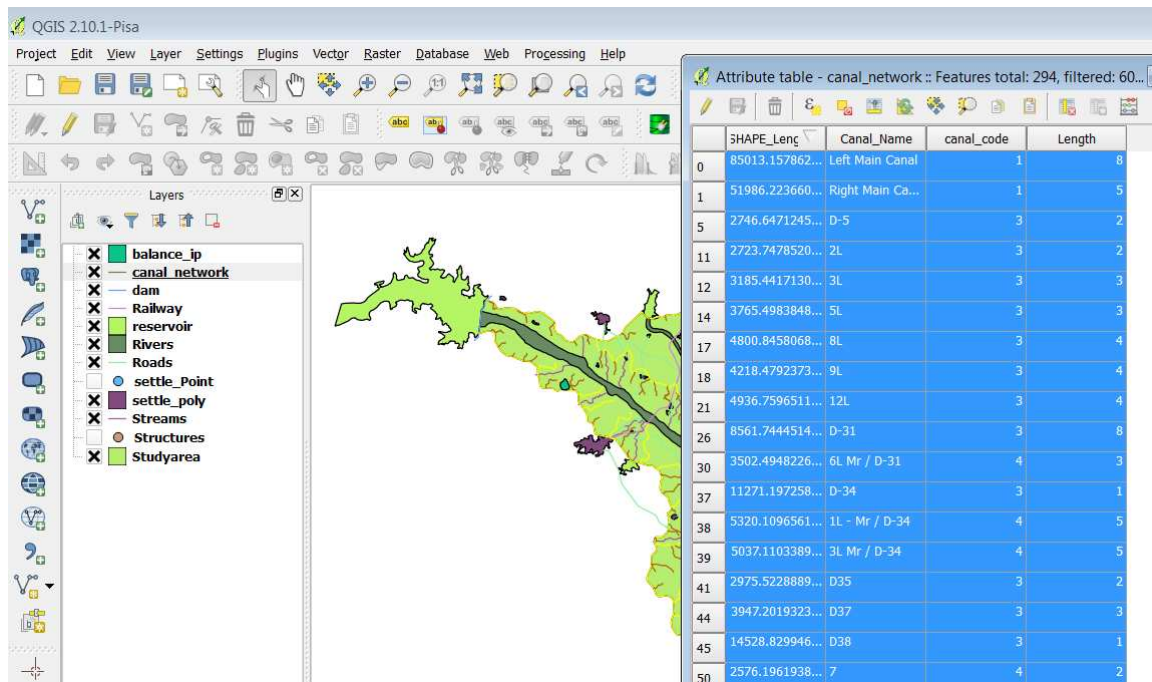 QGIS 2.10.1-Pisa
Project Edit View Layer Settings Plugins Vector Raster Database Web Processing Help
Attribute table - canal_network :: Features total: 294, filtered: 60...
Layers
balance_ip
canal_network
dam
Railway
reservoir
Rivers
Roads
settle_Point
settle_poly
Streams
Structures
Studyarea
SHAPE_Leng Canal_Name canal_code Length
0 85013.157862... Left Main Canal 1 8
1 51986.223660... Right Main Ca... 1 5
5 2746.6471245... D-5 3 2
11 2723.7478520... 2L 3 2
12 3185.4417130... 3L 3 3
14 3765.4983848... 5L 3 3
17 4800.8458068... 8L 3 4
18 4218.4792373... 9L 3 4
21 4936.7596511... 12L 3 4
26 8561.7444514... D-31 3 8
30 3502.4948226... 6L Mr / D-31 4 3
37 11271.197258... D-34 3 1
38 5320.1096561... 1L - Mr / D-34 4 5
39 5037.1103389... 3L Mr / D-34 4 5
41 2975.5228889... D35 3 2
44 3947.2019323... D37 3 3
45 14528.829946... D38 3 1
50 2576.1961938... 7 4 2